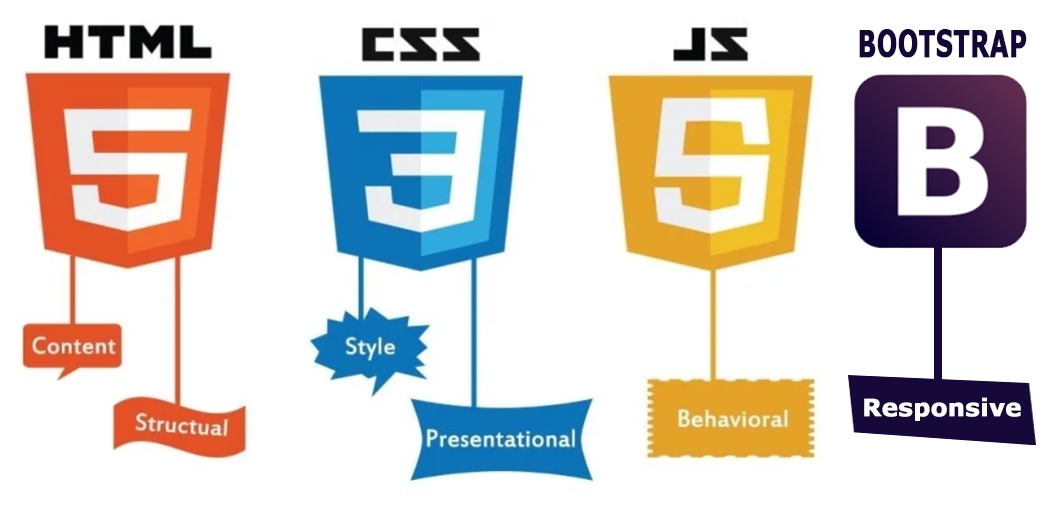 HTML
CSS
JS
BOOTSTRAP
5
3
5
B
Content
Style
Structual
Presentational
Behavioral
Responsive